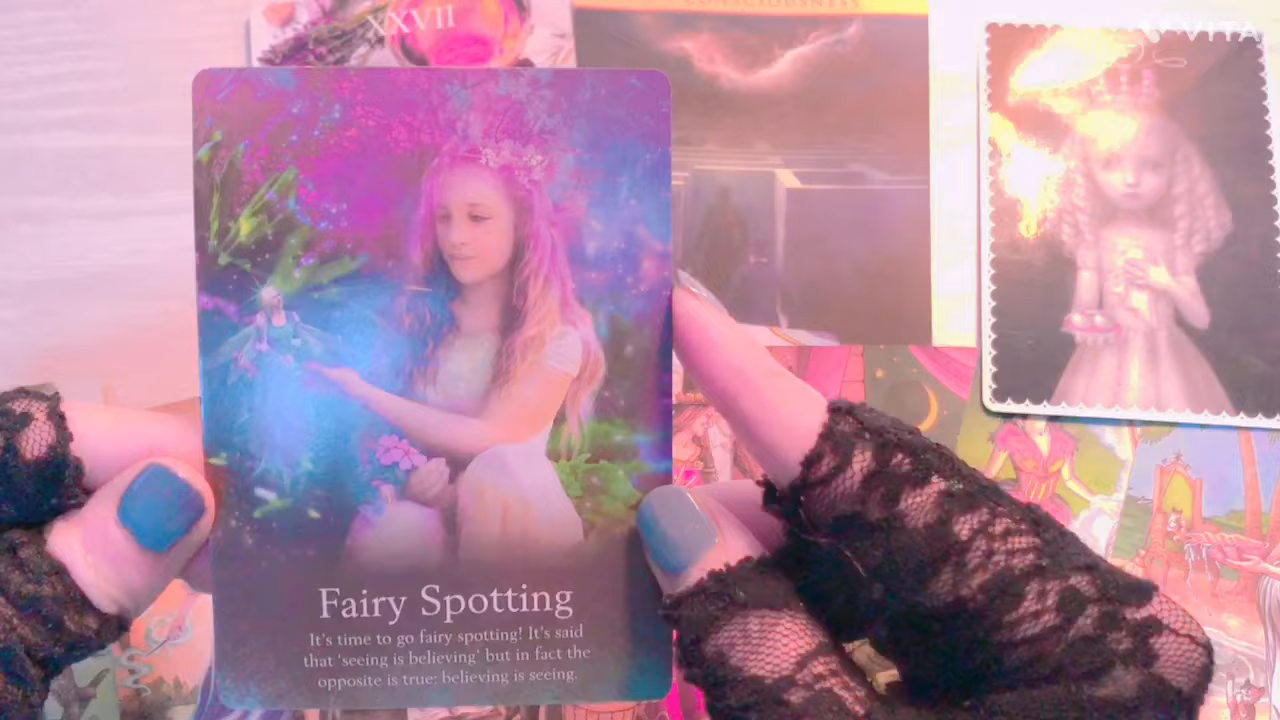 XXVII
CONSCIOUSNESS
VITA
Fairy Spotting
It's time to go fairy spotting! It's said
that 'seeing is believing' but in fact the
opposite is true: believing is seeing.